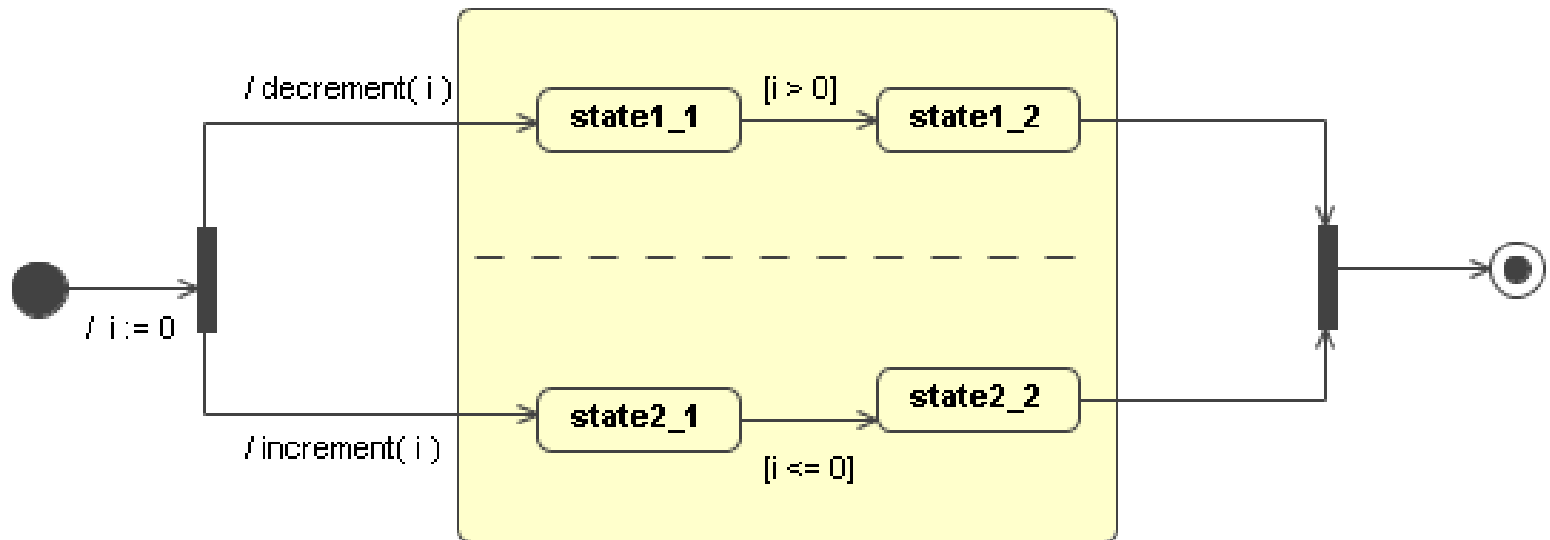 / decrement( i )
[i > 0]
state1_1
state1_2
/ i := 0
state2_1
state2_2
/ increment( i )
[i <= 0]